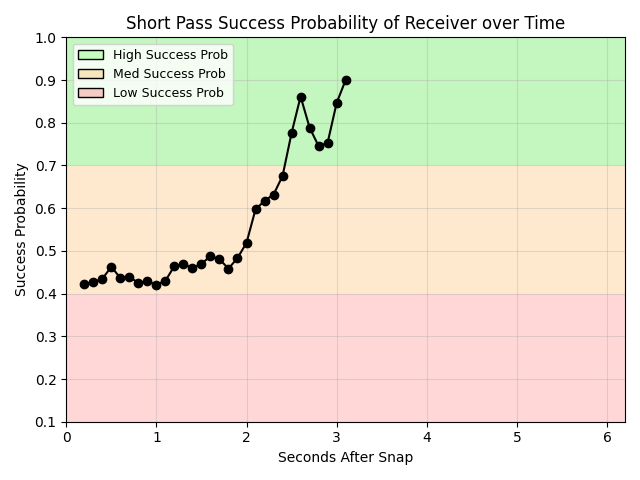 Short Pass Success Probability of Receiver over Time
High Success Prob
Med Success Prob
Low Success Prob
1.0
0.9
0.8
0.7
0.6
0.5
0.4
0.3
0.2
0.1
Success Probability
0 1 2 3 4 5 6
Seconds After Snap